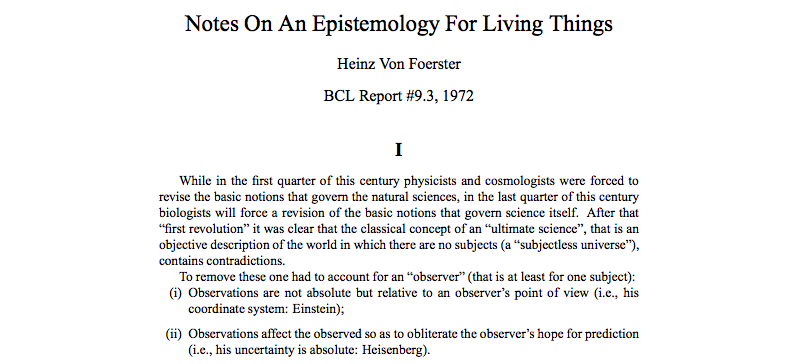 Notes On An Epistemology For Living Things
Heinz Von Foerster
BCL Report #9.3, 1972
I
While in the first quarter of this century physicists and cosmologists were forced to
revise the basic notions that govern the natural sciences, in the last quarter of this century
biologists will force a revision of the basic notions that govern science itself. After that
“first revolution” it was clear that the classical concept of an “ultimate science”, that is an
objective description of the world in which there are no subjects (a “subjectless universe”),
contains contradictions.
To remove these one had to account for an “observer” (that is at least for one subject):
(i) Observations are not absolute but relative to an observer’s point of view (i.e., his
coordinate system: Einstein);
(ii) Observations affect the observed so as to obliterate the observer’s hope for prediction
(i.e., his uncertainty is absolute: Heisenberg).